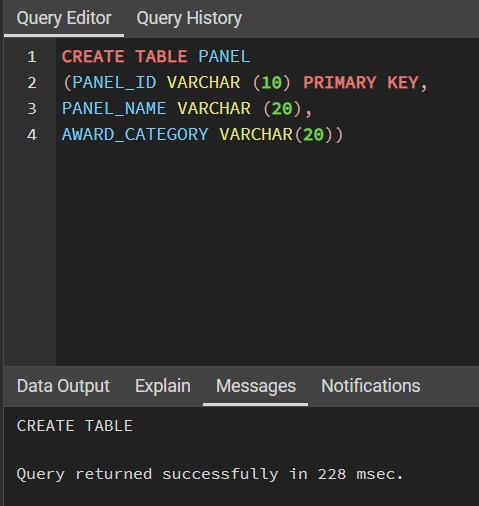 Query Editor Query History
1 CREATE TABLE PANEL
2 (PANEL_ID VARCHAR (10) PRIMARY KEY,
3 PANEL_NAME VARCHAR (20),
4 AWARD_CATEGORY VARCHAR(20))
Data Output Explain Messages Notifications
CREATE TABLE
Query returned successfully in 228 msec.